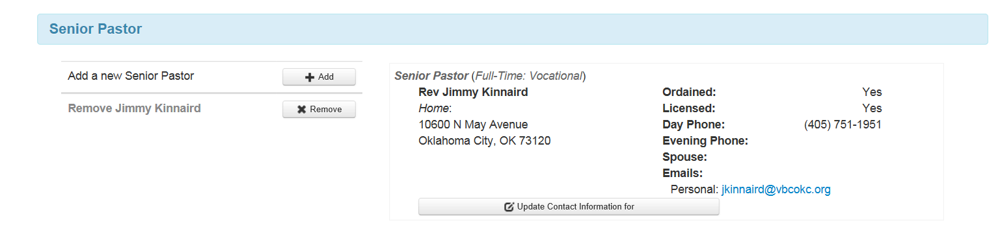 Senior Pastor
Add a new Senior Pastor
Add
Remove Jimmy Kinnaird
Remove
Senior Pastor (Full-Time: Vocational)
Rev Jimmy Kinnaird
Home:
10600 N May Avenue
Oklahoma City, OK 73120
Ordained: Yes
Licensed: Yes
Day Phone: (405) 751-1951
Evening Phone:
Spouse:
Emails:
Personal: jkinnaird@vbcokc.org
Update Contact Information for